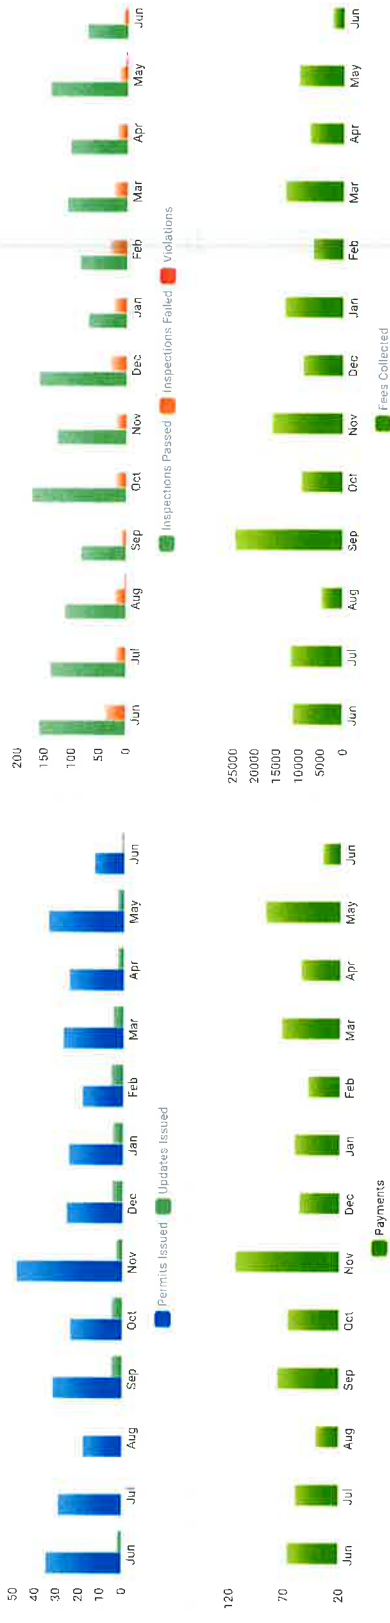 50
40
30
20
10
0
Jun Jul Aug Sep Oct Nov Dec Jan Feb Mar Apr May Jun
Permits Issued Updates Issued
200
150
100
50
0
Jun Jul Aug Sep Oct Nov Dec Jan Feb Mar Apr May Jun
Inspections Passed Inspections Failed Violations
120
70
20
Jun Jul Aug Sep Oct Nov Dec Jan Feb Mar Apr May Jun
Payments
25000
20000
15000
10000
5000
0
Jun Jul Aug Sep Oct Nov Dec Jan Feb Mar Apr May Jun
Fees Collected